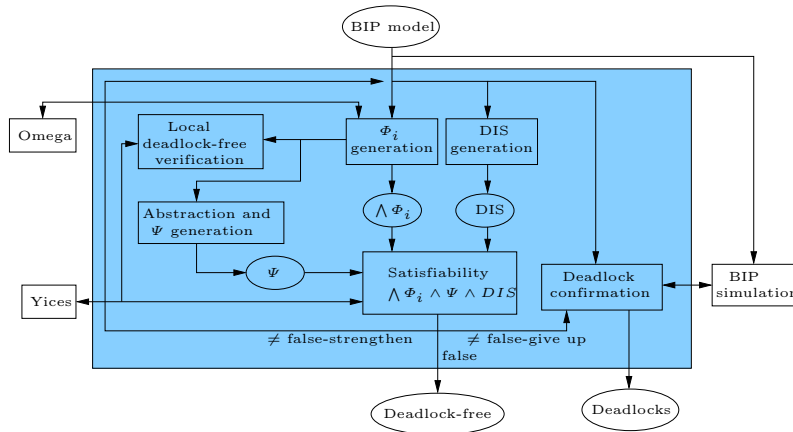 BIP model
Omega
Local
deadlock-free
verification
Φi
generation
DIS
generation
Abstraction and
Ψ generation
⋀ Φi
DIS
Ψ
Satisfiability
⋀ Φi ∧ Ψ ∧ DIS
Deadlock
confirmation
BIP
simulation
Yices
≠ false-strengthen
≠ false-give up
false
Deadlock-free
Deadlocks